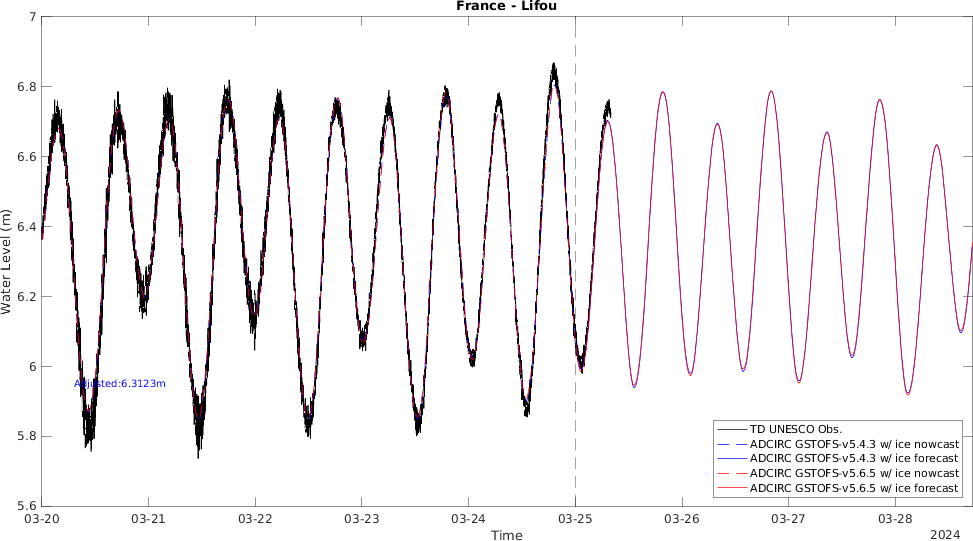 France - Lifou
7
6.8
6.6
6.4
6.2
6
5.8
5.6
Water Level (m)
Adjusted:6.3123m
TD UNESCO Obs.
ADCIRC GSTOFS-v5.4.3 w/ ice nowcast
ADCIRC GSTOFS-v5.4.3 w/ ice forecast
ADCIRC GSTOFS-v5.6.5 w/ ice nowcast
ADCIRC GSTOFS-v5.6.5 w/ ice forecast
03-20 03-21 03-22 03-23 03-24 03-25 03-26 03-27 03-28
Time
2024